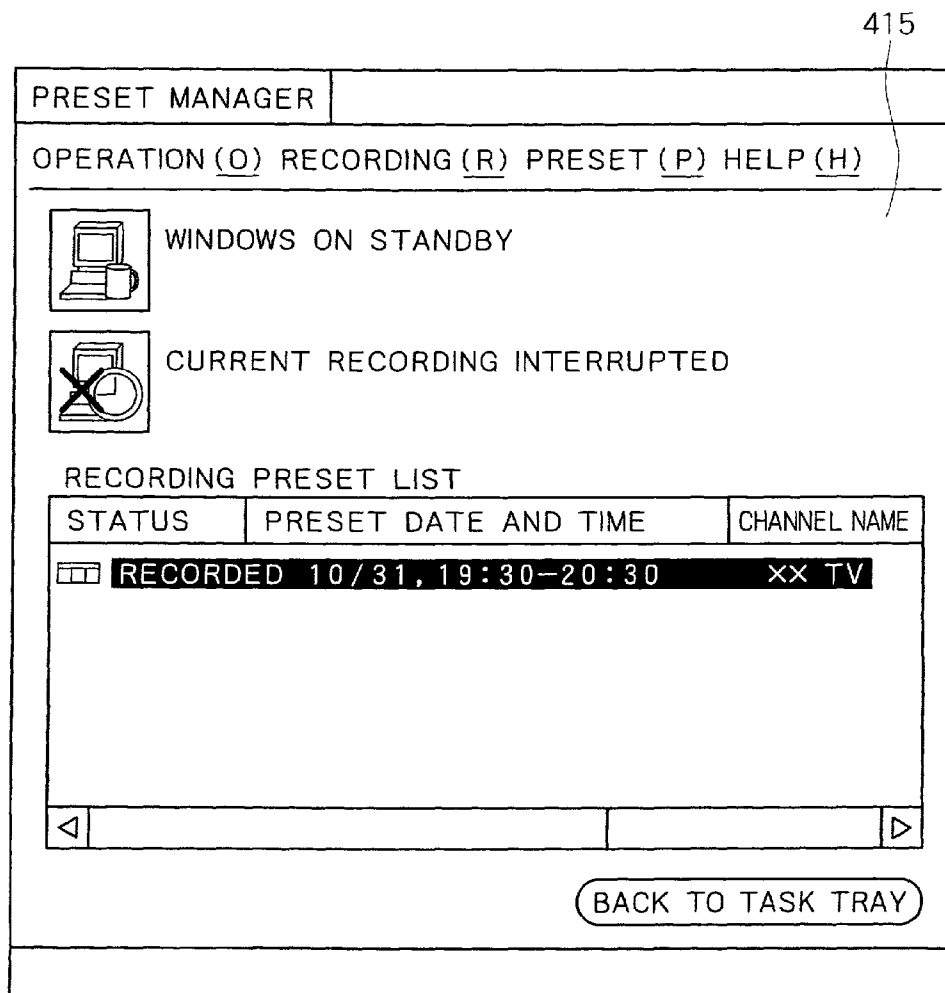 415
PRESET MANAGER
OPERATION(O) RECORDING(R) PRESET(P) HELP(H)
WINDOWS ON STANDBY
CURRENT RECORDING INTERRUPTED
RECORDING PRESET LIST
STATUS PRESET DATE AND TIME CHANNEL NAME
RECORDED 10/31, 19:30-20:30 XX TV
BACK TO TASK TRAY